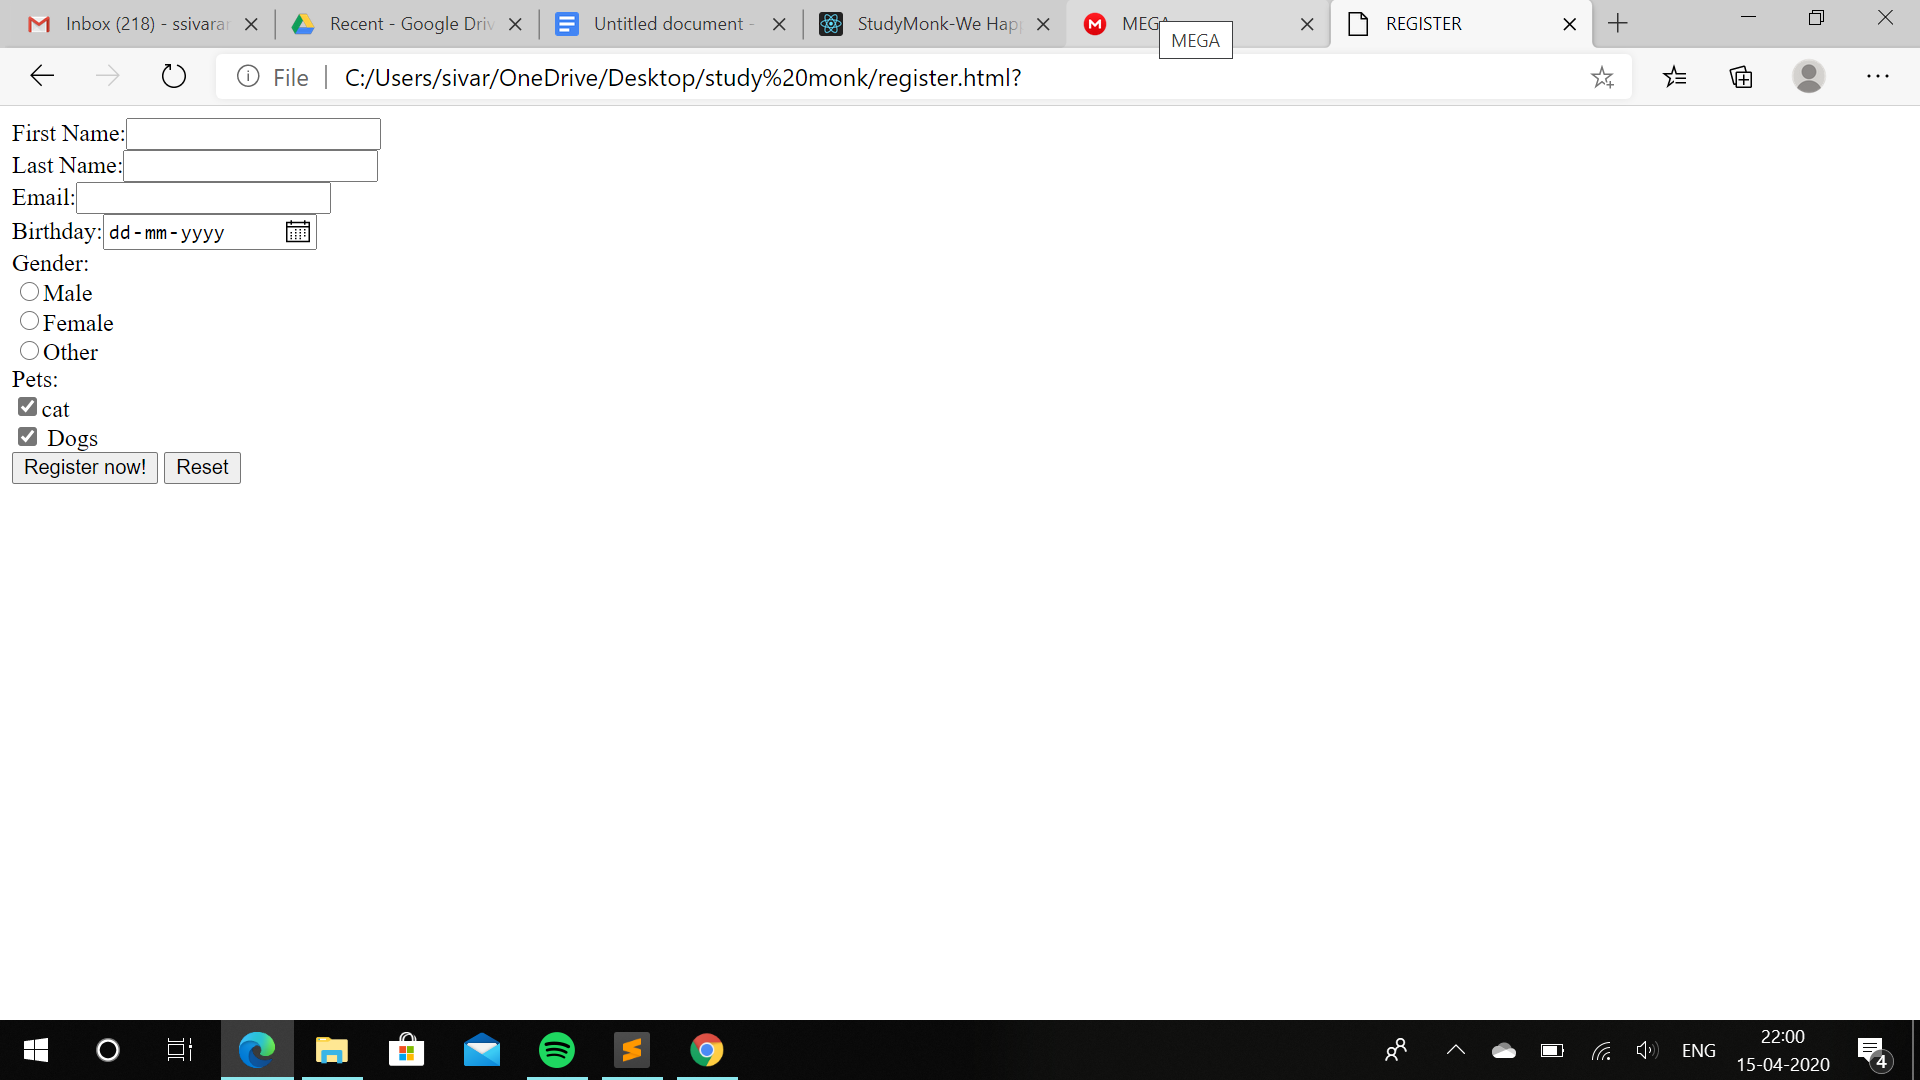 Inbox (218) - ssivarar
Recent - Google Driv
Untitled document -
StudyMonk-We Hap
MEGA
REGISTER
MEGA
File
C:/Users/sivar/OneDrive/Desktop/study%20monk/register.html?
First Name:
Last Name:
Email:
Birthday: dd-mm-yyyy
Gender:
Male
Female
Other
Pets:
cat
Dogs
Register now! Reset
ENG
22:00
15-04-2020
4